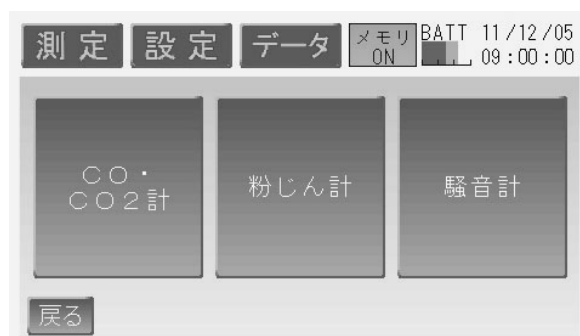 測定 設定 データ メモリ ON BATT 11/12/05
09:00:00
CO・
CO2計
粉じん計
騒音計
戻る